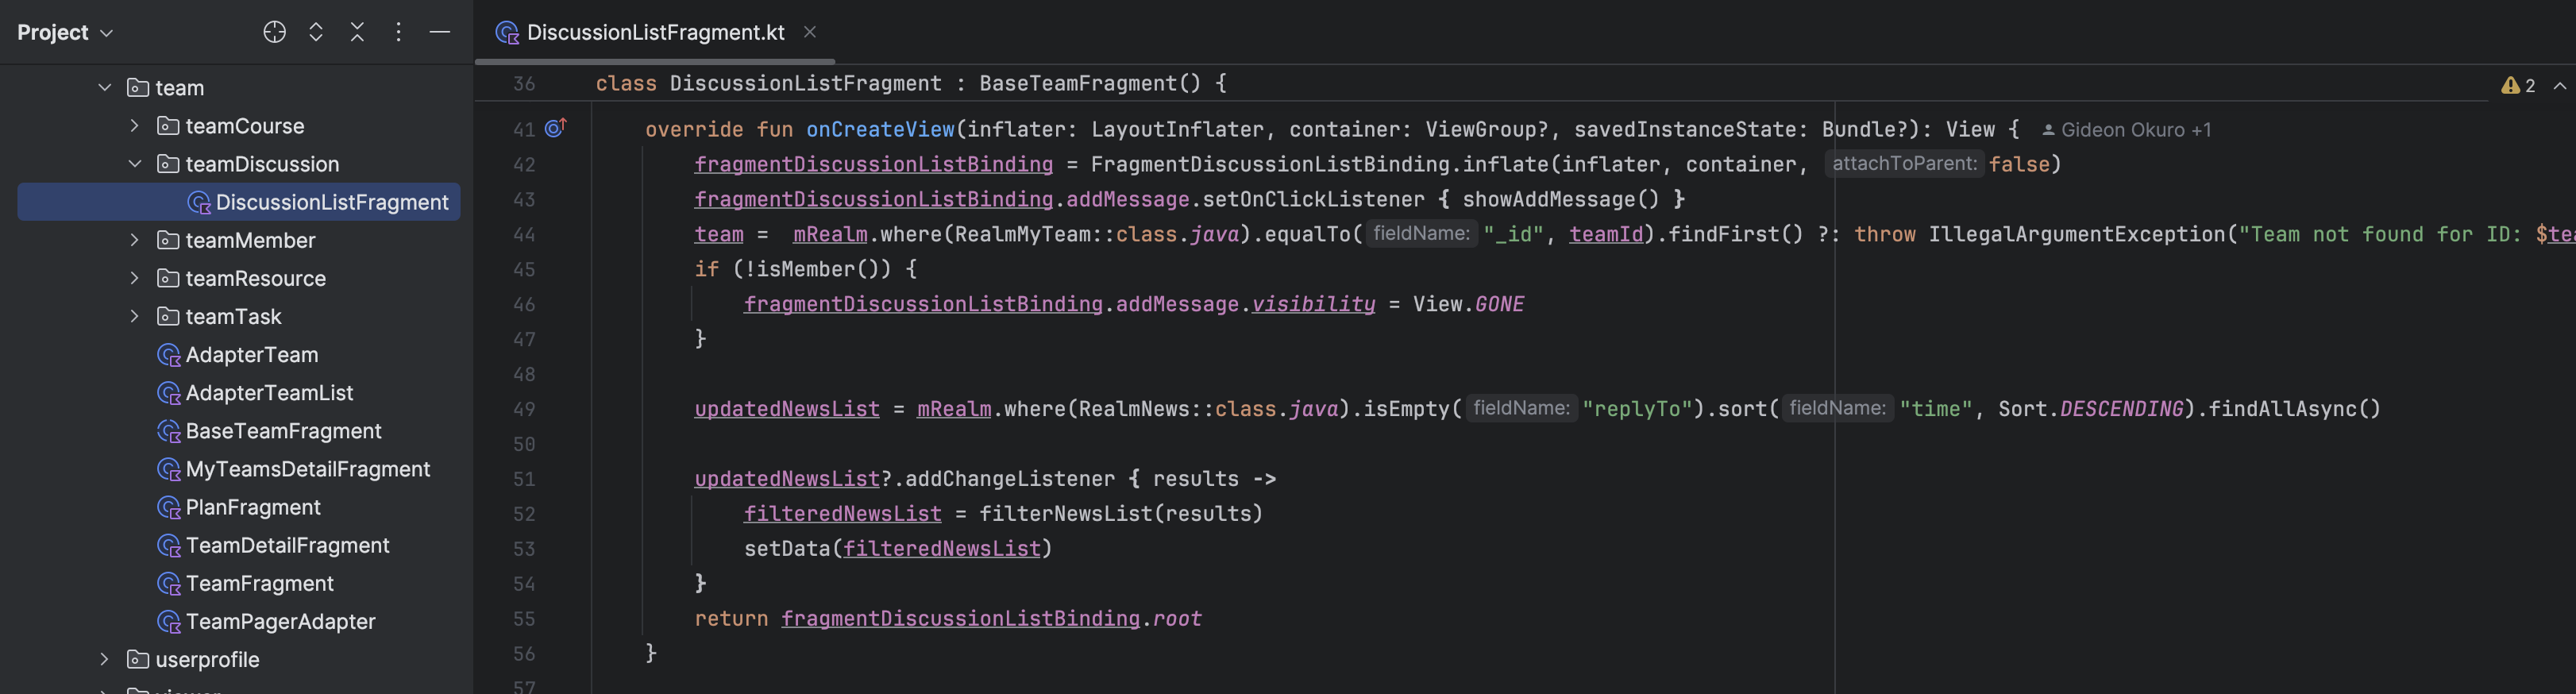 Project
team
teamCourse
teamDiscussion
DiscussionListFragment
teamMember
teamResource
teamTask
AdapterTeam
AdapterTeamList
BaseTeamFragment
MyTeamsDetailFragment
PlanFragment
TeamDetailFragment
TeamFragment
TeamPagerAdapter
userprofile
viewer
DiscussionListFragment.kt
36 class DiscussionListFragment : BaseTeamFragment() {
2
41 override fun onCreateView(inflater: LayoutInflater, container: ViewGroup?, savedInstanceState: Bundle?): View { Gideon Okuro +1
42 fragmentDiscussionListBinding = FragmentDiscussionListBinding.inflate(inflater, container, attachToParent: false)
43 fragmentDiscussionListBinding.addMessage.setOnClickListener { showAddMessage() }
44 team = mRealm.where(RealmMyTeam::class.java).equalTo( fieldName: "_id", teamId).findFirst() ?: throw IllegalArgumentException("Team not found for ID: $tea
45 if (!isMember()) {
46 fragmentDiscussionListBinding.addMessage.visibility = View.GONE
47 }
48
49 updatedNewsList = mRealm.where(RealmNews::class.java).isEmpty( fieldName: "replyTo").sort( fieldName: "time", Sort.DESCENDING).findAllAsync()
50
51 updatedNewsList?.addChangeListener { results ->
52 filteredNewsList = filterNewsList(results)
53 setData(filteredNewsList)
54 }
55 return fragmentDiscussionListBinding.root
56 }
57